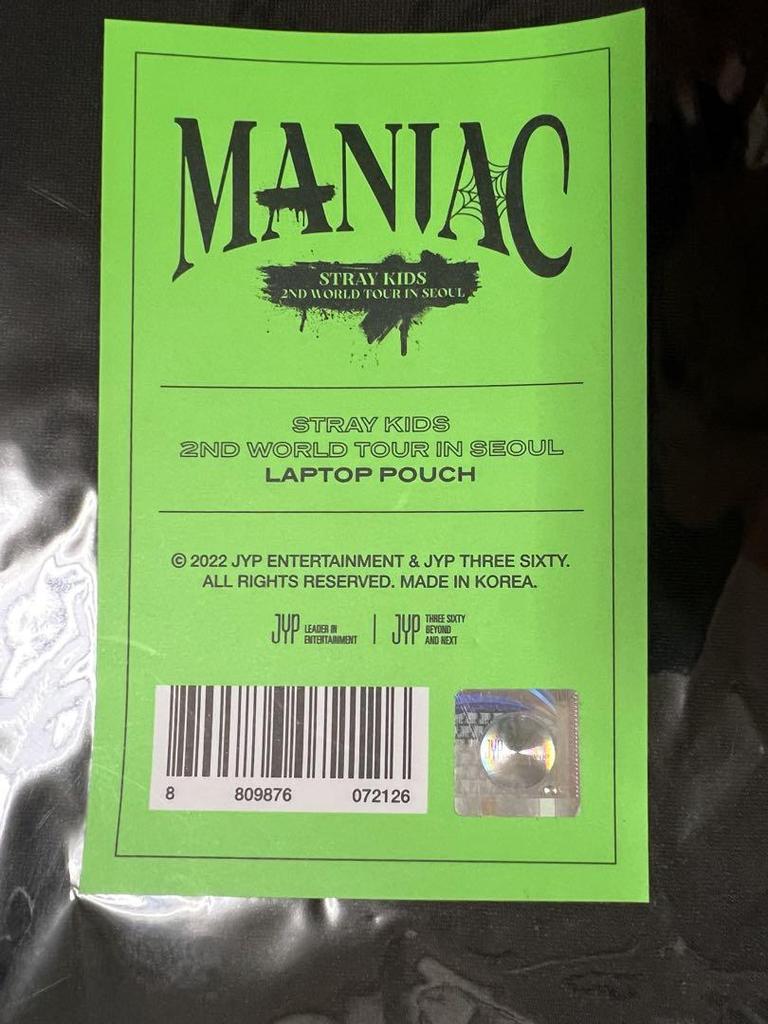 MANIAC
STRAY KIDS
2ND WORLD TOUR IN SEOUL
STRAY KIDS
2ND WORLD TOUR IN SEOUL
LAPTOP POUCH
© 2022 JYP ENTERTAINMENT & JYP THREE SIXTY.
ALL RIGHTS RESERVED. MADE IN KOREA.
JYP LEADER IN ENTERTAINMENT | JYP THREE SIXTY BEYOND AND NEXT
8 809876 072126